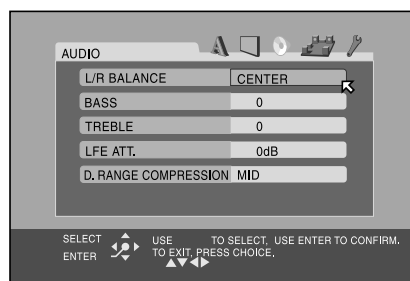 AUDIO
L/R BALANCE CENTER
BASS 0
TREBLE 0
LFE ATT. 0dB
D. RANGE COMPRESSION MID
SELECT
ENTER
USE TO SELECT, USE ENTER TO CONFIRM.
TO EXIT, PRESS CHOICE.